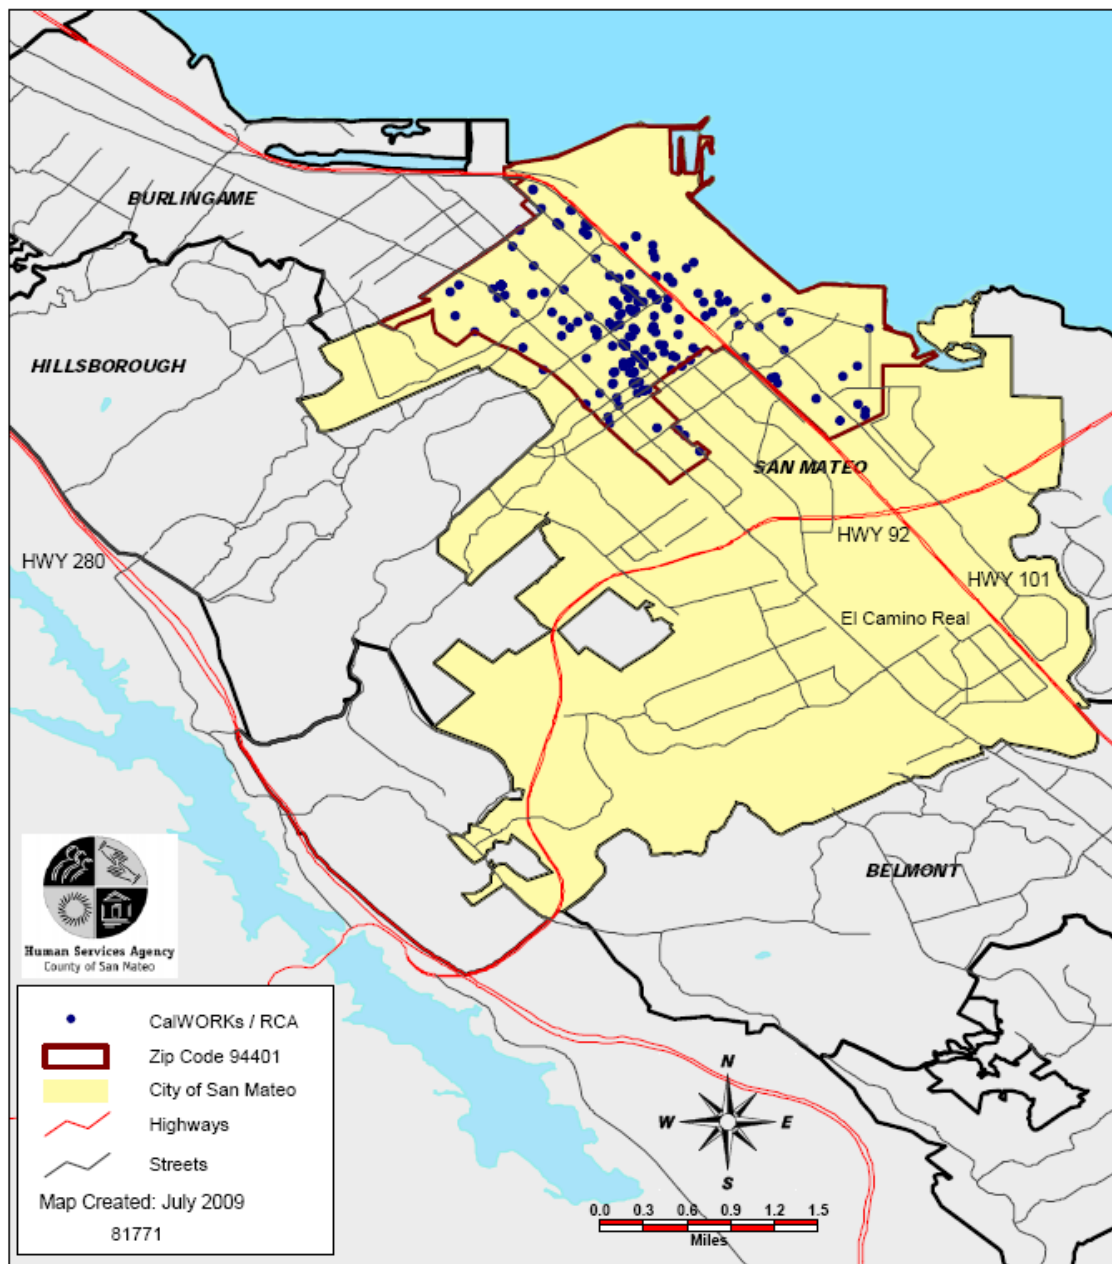 BURLINGAME
HILLSBOROUGH
SAN MATEO
HWY 92
HWY 280
HWY 101
El Camino Real
BELMONT
Human Services Agency
County of San Mateo
CalWORKs / RCA
Zip Code 94401
City of San Mateo
Highways
Streets
Map Created: July 2009
81771
N
W E
S
0.0 0.3 0.6 0.9 1.2 1.5
Miles